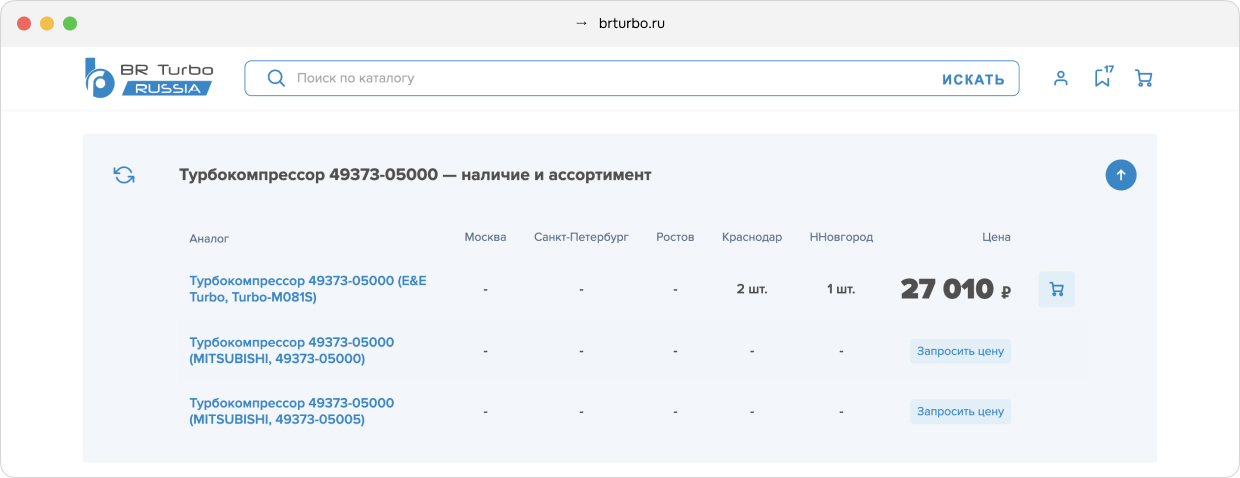 → brturbo.ru
BR Turbo
RUSSIA
Поиск по каталогу
ИСКАТЬ
17
Турбокомпрессор 49373-05000 — наличие и ассортимент
Аналог Москва Санкт-Петербург Ростов Краснодар ННовгород Цена
Турбокомпрессор 49373-05000 (E&E
Turbo, Turbo-M081S)
- - - 2 шт. 1 шт. 27 010 ₽
Турбокомпрессор 49373-05000
(MITSUBISHI, 49373-05000)
- - - - - Запросить цену
Турбокомпрессор 49373-05000
(MITSUBISHI, 49373-05005)
- - - - - Запросить цену